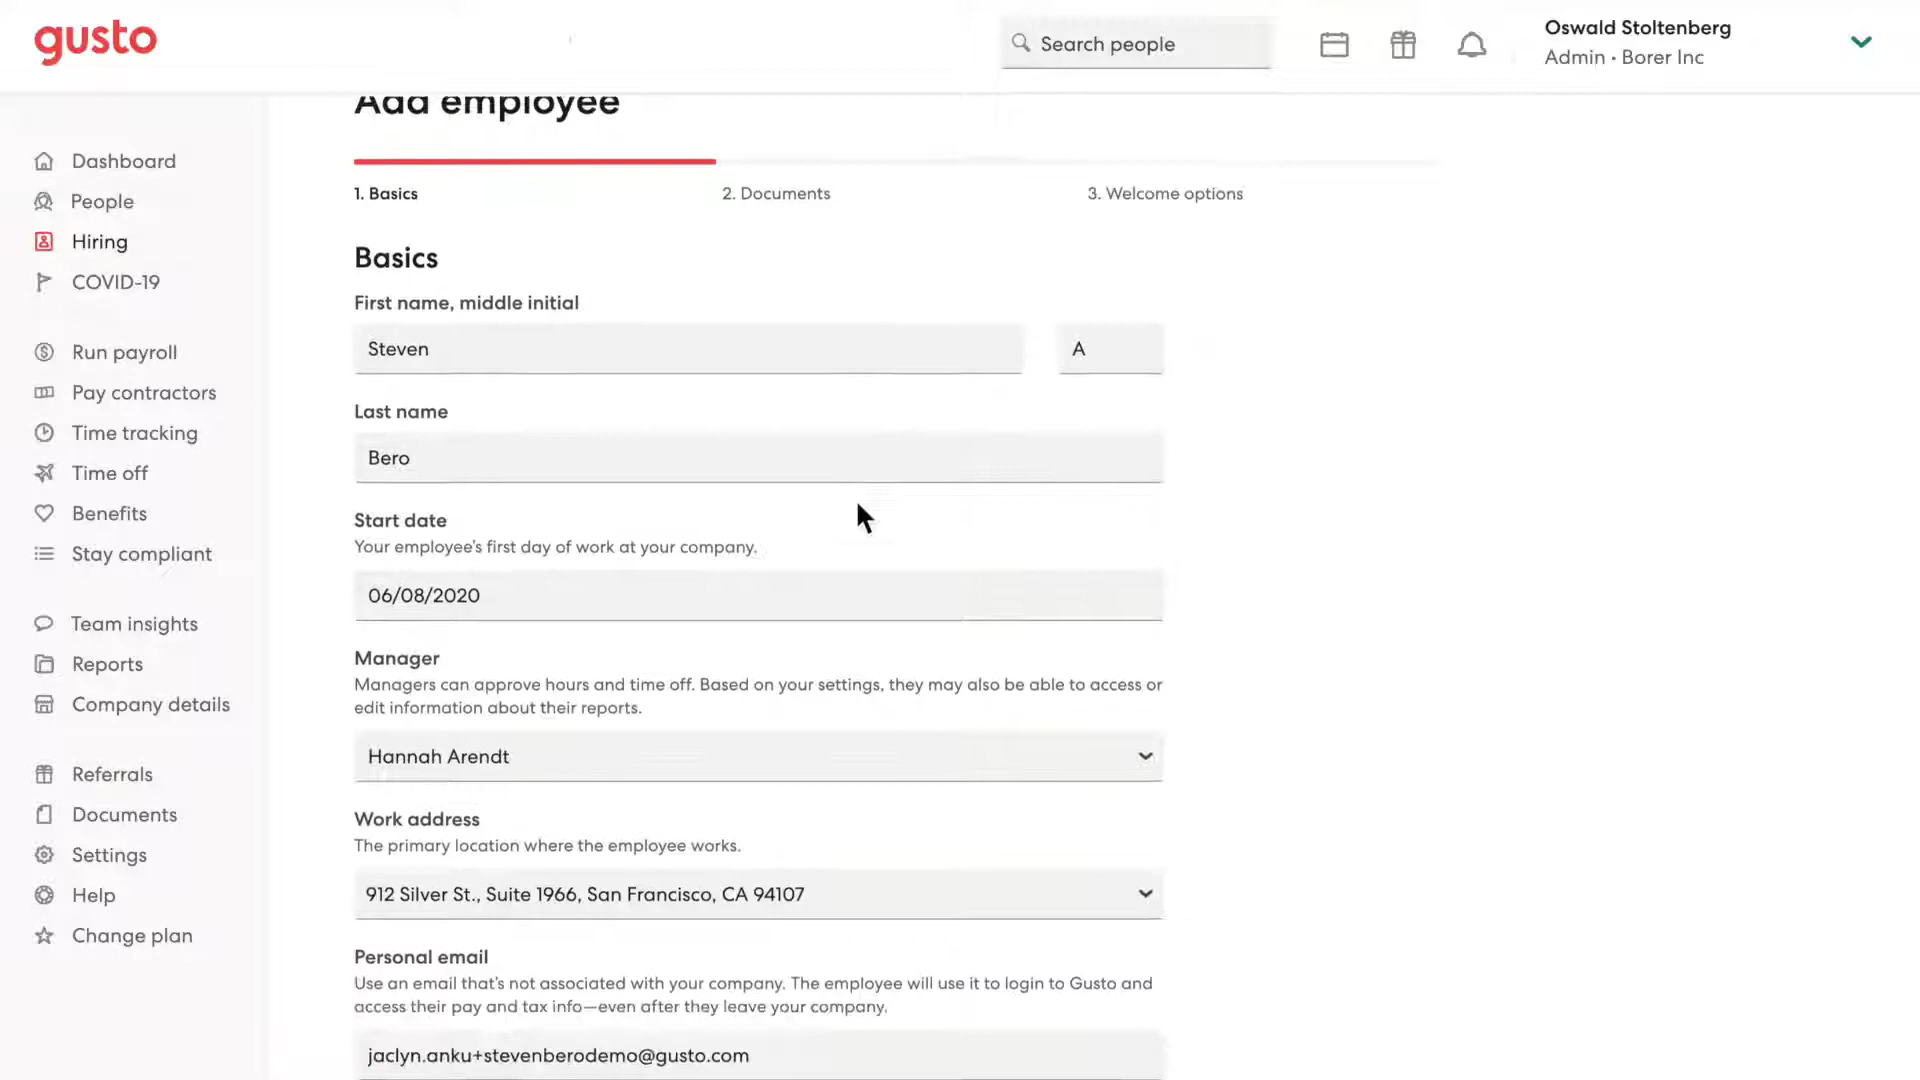 gusto
Search people
Oswald Stoltenberg
Admin • Borer Inc
Dashboard
People
Hiring
COVID-19
Run payroll
Pay contractors
Time tracking
Time off
Benefits
Stay compliant
Team insights
Reports
Company details
Referrals
Documents
Settings
Help
Change plan
Add employee
1. Basics
2. Documents
3. Welcome options
Basics
First name, middle initial
Steven
A
Last name
Bero
Start date
Your employee's first day of work at your company.
06/08/2020
Manager
Managers can approve hours and time off. Based on your settings, they may also be able to access or
edit information about their reports.
Hannah Arendt
Work address
The primary location where the employee works.
912 Silver St., Suite 1966, San Francisco, CA 94107
Personal email
Use an email that's not associated with your company. The employee will use it to login to Gusto and
access their pay and tax info—even after they leave your company.
jaclyn.anku+stevenberodemo@gusto.com